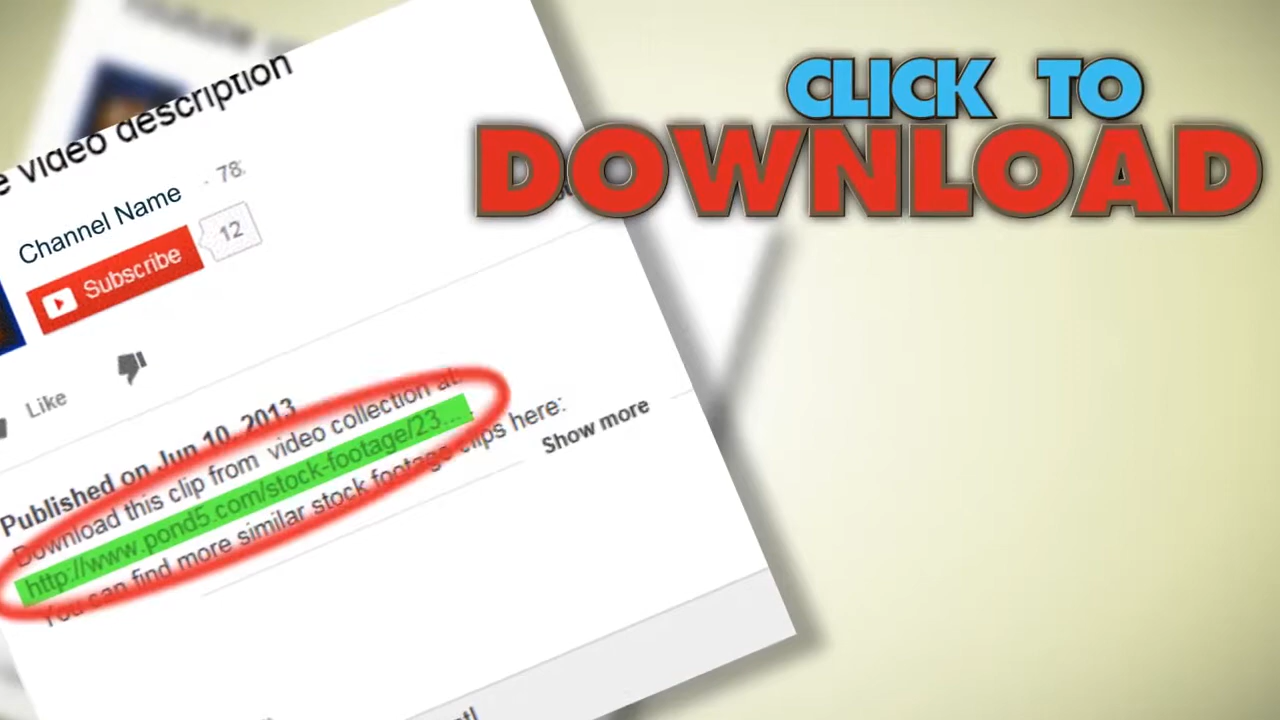 CLICK TO
DOWNLOAD
video description
Channel Name
Subscribe
12
Like
Published on Jun 10, 2013
Download this clip from video collection at
http://www.pond5.com/stock-footage/23...
You can find more similar stock footage clips here:
Show more